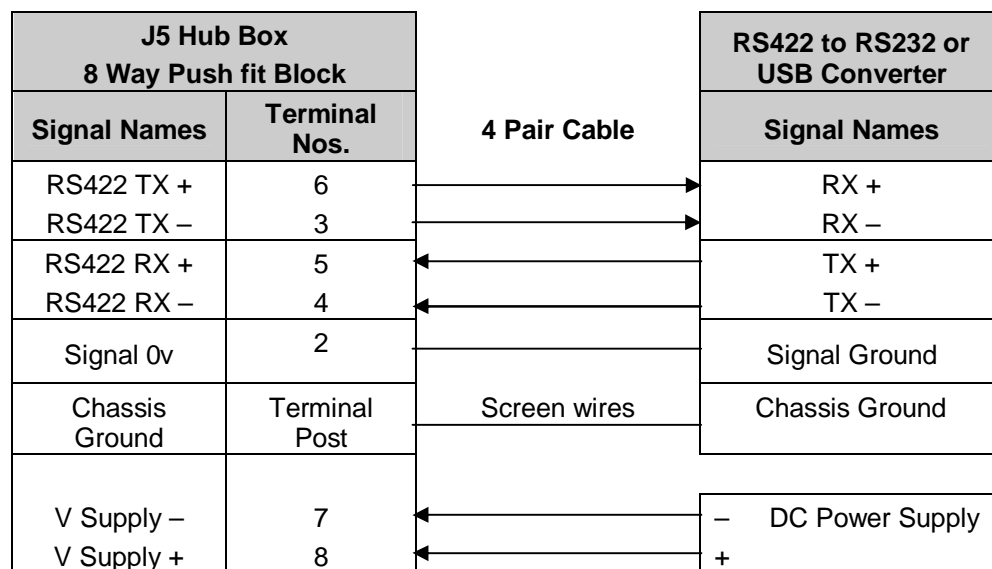 J5 Hub Box
8 Way Push fit Block
RS422 to RS232 or
USB Converter
Signal Names
Terminal
Nos.
4 Pair Cable
Signal Names
RS422 TX + 6 RX +
RS422 TX – 3 RX –
RS422 RX + 5 TX +
RS422 RX – 4 TX –
Signal 0v 2 Signal Ground
Chassis
Ground
Terminal
Post
Screen wires
Chassis Ground
V Supply – 7 – DC Power Supply
V Supply + 8 +